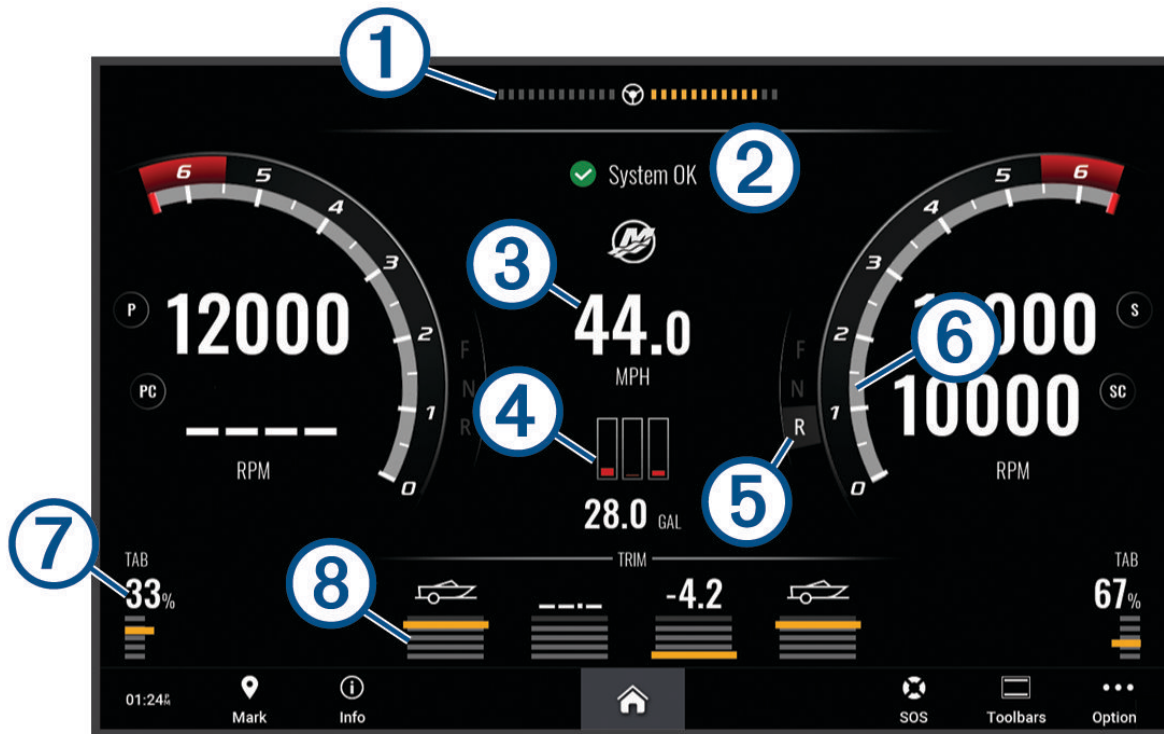 1
2
System OK
3
6
5
4
3
2
1
0
P
12000
PC
– – – –
RPM
F
N
R
44.0
MPH
4
28.0 GAL
F
N
R
5
6
5
4
3
2
1
0
6
S
10000
SC
RPM
7
TAB
33%
TRIM
8
--.-
-4.2
TAB
67%
01:24 PM
Mark
Info
SOS
Toolbars
Option